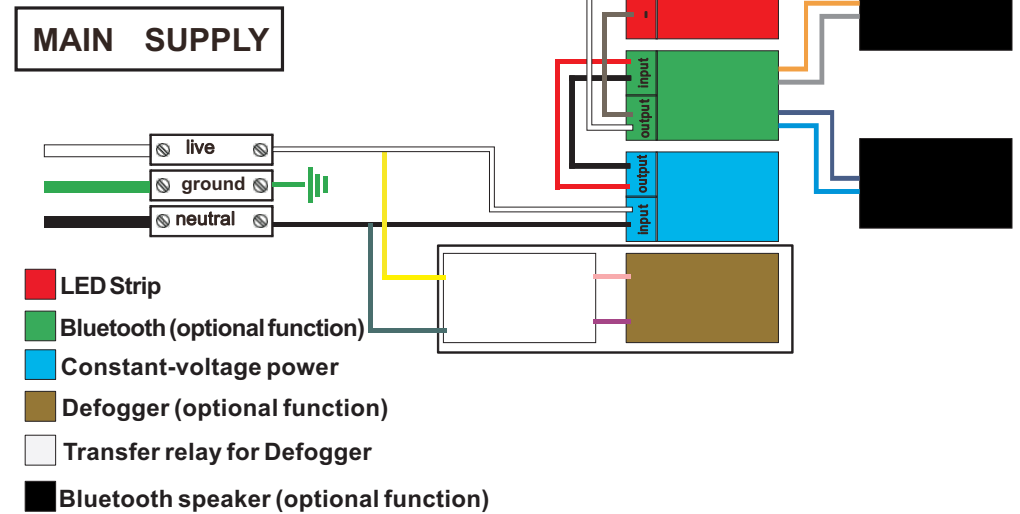 MAIN SUPPLY
-
input
output
output
input
live
ground
neutral
LED Strip
Bluetooth (optional function)
Constant-voltage power
Defogger (optional function)
Transfer relay for Defogger
Bluetooth speaker (optional function)